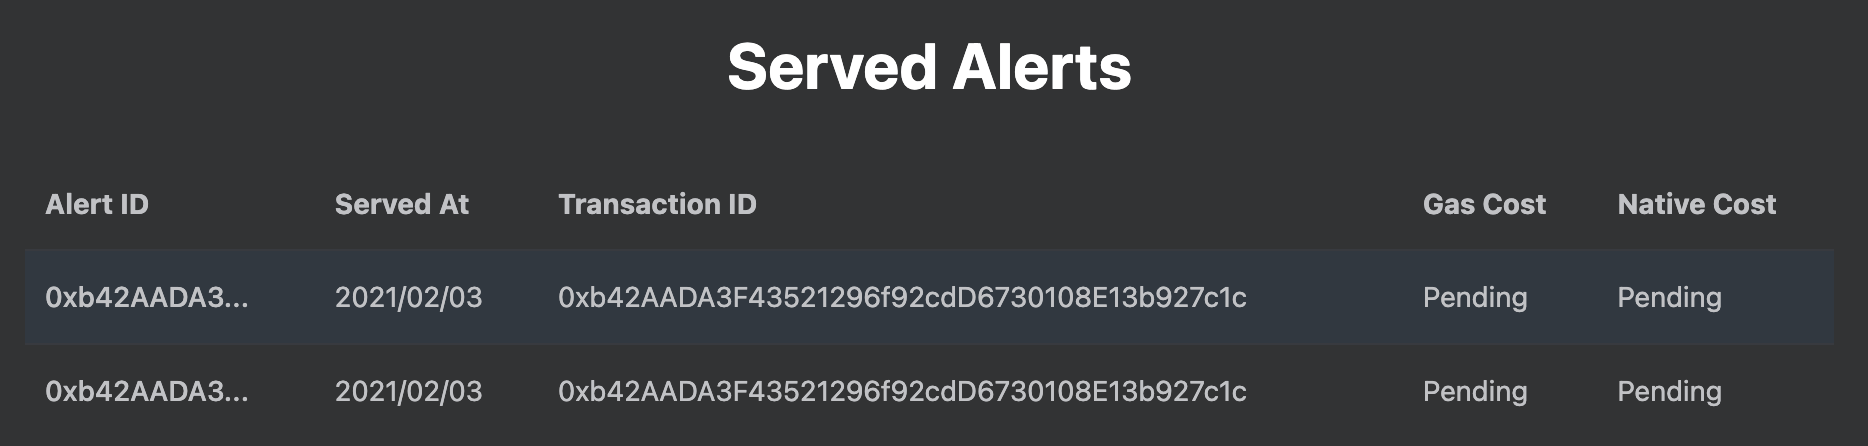 Served Alerts
Alert ID Served At Transaction ID Gas Cost Native Cost
0xb42AADA3... 2021/02/03 0xb42AADA3F43521296f92cdD6730108E13b927c1c Pending Pending
0xb42AADA3... 2021/02/03 0xb42AADA3F43521296f92cdD6730108E13b927c1c Pending Pending